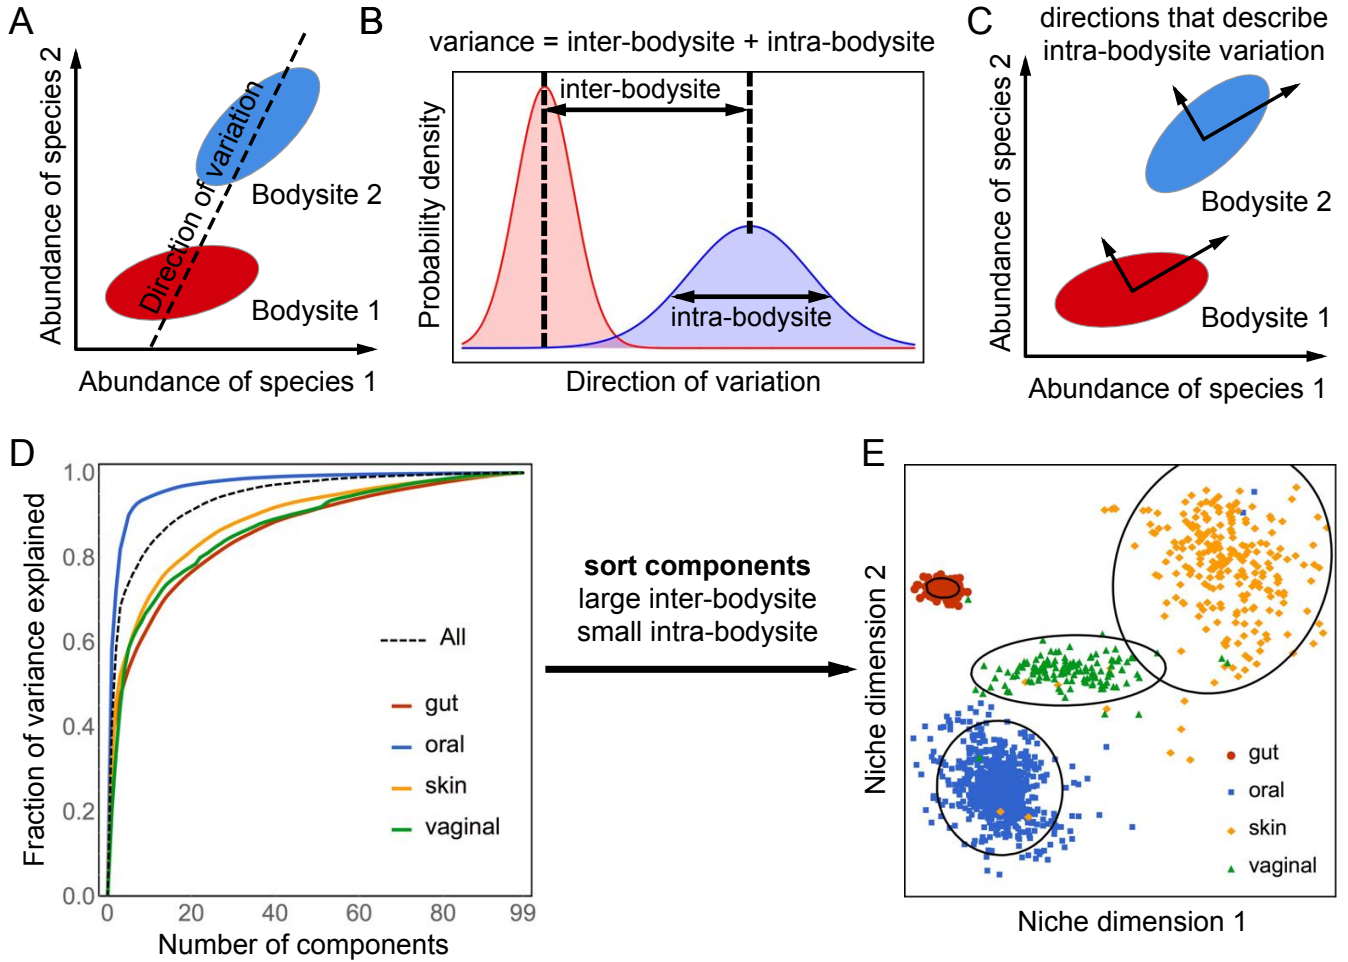 A
Abundance of species 2
Direction of variation
Bodysite 2
Bodysite 1
Abundance of species 1
B
variance = inter-bodysite + intra-bodysite
Probability density
inter-bodysite
intra-bodysite
Direction of variation
C
directions that describe
intra-bodysite variation
Abundance of species 2
Bodysite 2
Bodysite 1
Abundance of species 1
D
Fraction of variance explained
1.0
0.8
0.6
0.4
0.2
0.0
All
gut
oral
skin
vaginal
0 20 40 60 80 99
Number of components
sort components
large inter-bodysite
small intra-bodysite
E
Niche dimension 2
gut
oral
skin
vaginal
Niche dimension 1